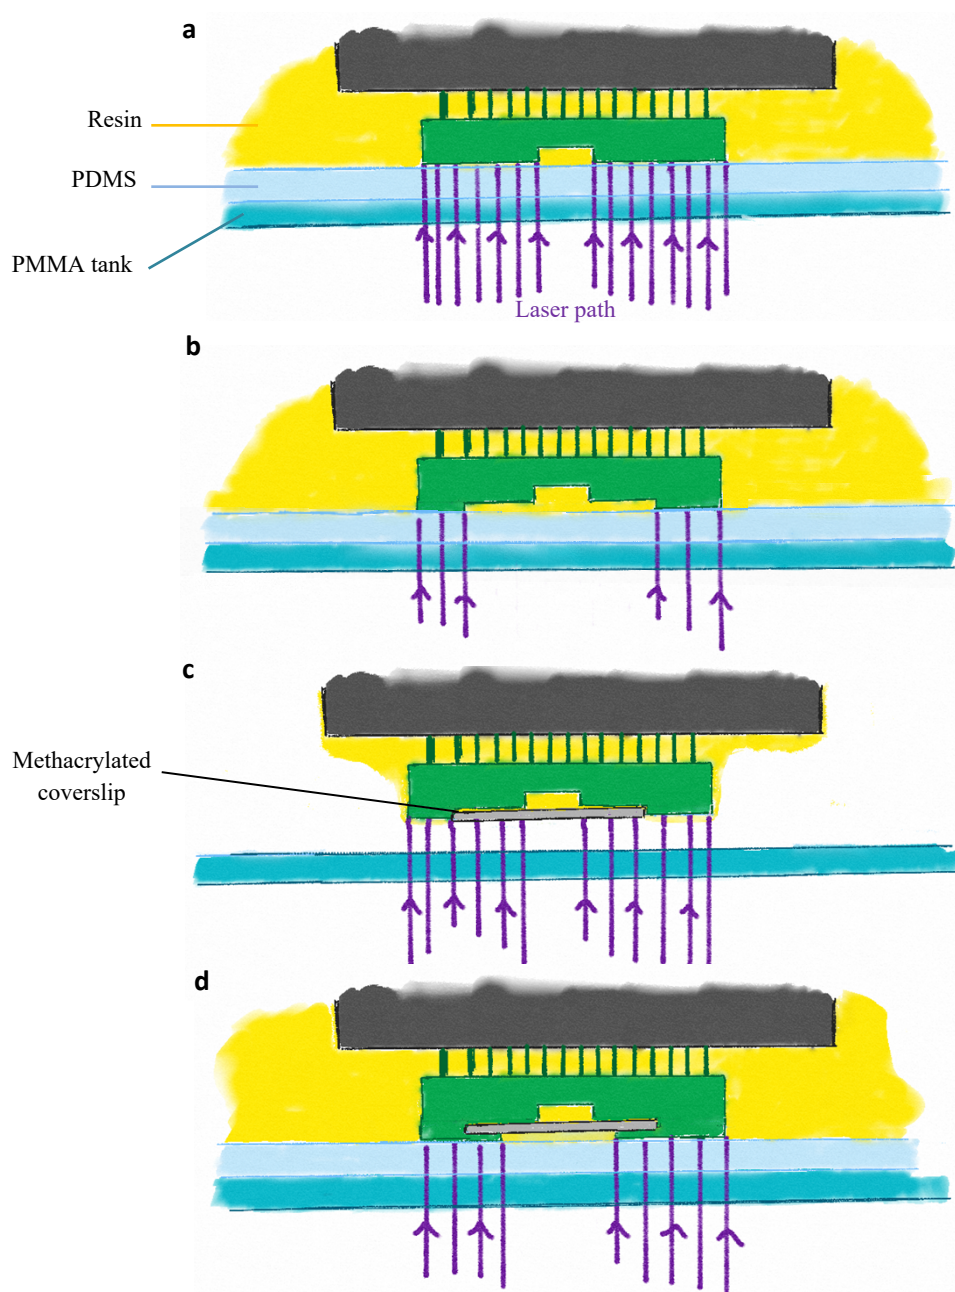 a
Resin
PDMS
PMMA tank
Laser path
b
c
Methacrylated
coverslip
d